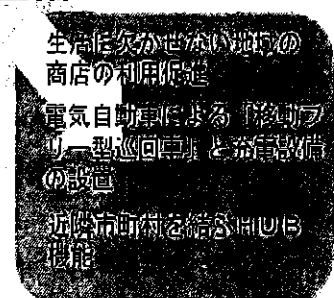 生活に欠かせない地域の
商店の利用促進
電気自動車による「移動フ
リー型巡回車」と充電設備
の設置
近隣市町村を結ぶHUB
機能